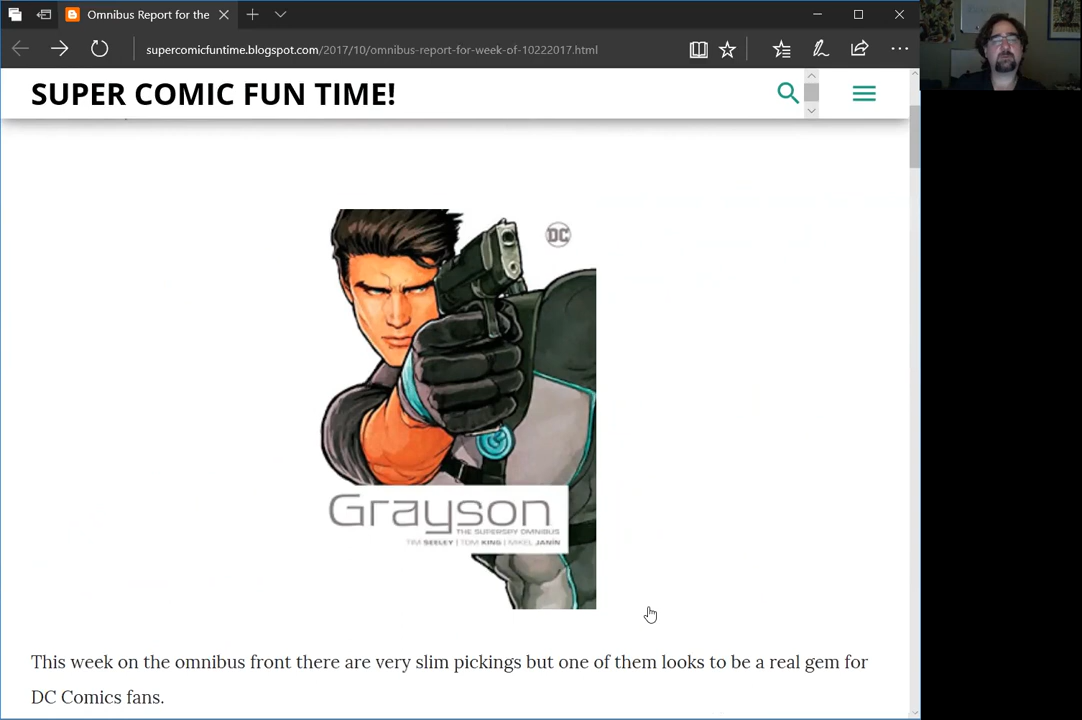 Omnibus Report for the
supercomicfuntime.blogspot.com/2017/10/omnibus-report-for-week-of-10222017.html
SUPER COMIC FUN TIME!
DC
Grayson
THE SUPERSPY OMNIBUS
TIM SEELEY | TOM KING | MIKEL JANÍN
This week on the omnibus front there are very slim pickings but one of them looks to be a real gem for
DC Comics fans.